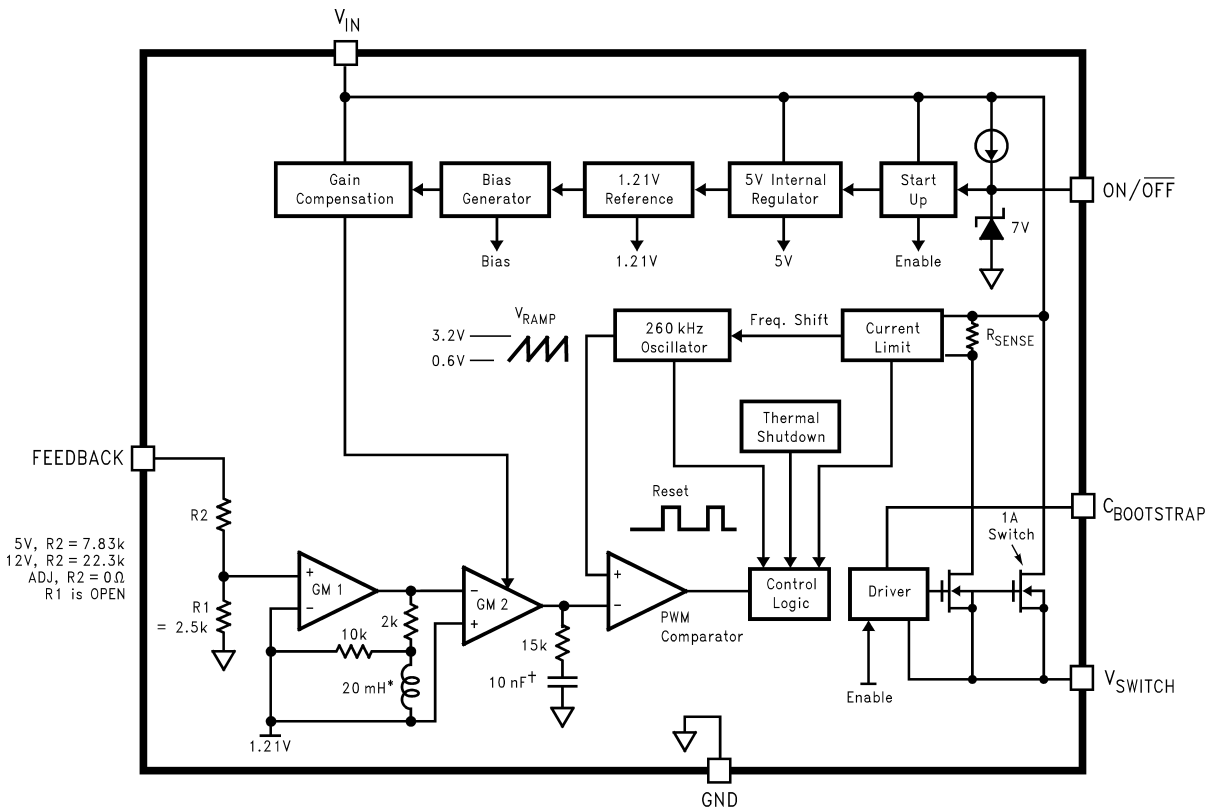 VIN
Gain
Compensation
Bias
Generator
1.21V
Reference
5V Internal
Regulator
Start
Up
ON/OFF
7V
Bias
1.21V
5V
Enable
VRAMP
3.2V
0.6V
260 kHz
Oscillator
Freq. Shift
Current
Limit
RSENSE
Thermal
Shutdown
FEEDBACK
R2
Reset
1A
Switch
CBOOTSTRAP
5V, R2 = 7.83k
12V, R2 = 22.3k
ADJ, R2 = 0Ω
R1 is OPEN
R1
= 2.5k
+
GM 1
−
−
GM 2
+
2k
10k
20 mH*
1.21V
15k
10 nF†
+
−
PWM
Comparator
Control
Logic
Driver
Enable
VSWITCH
GND